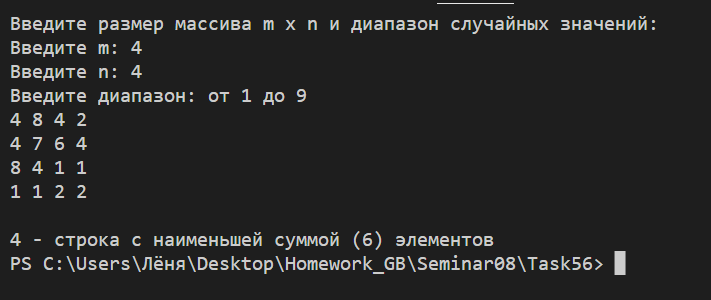 Введите размер массива m x n и диапазон случайных значений:
Введите m: 4
Введите n: 4
Введите диапазон: от 1 до 9
4 8 4 2
4 7 6 4
8 4 1 1
1 1 2 2
4 - строка с наименьшей суммой (6) элементов
PS C:\Users\Лёня\Desktop\Homework_GB\Seminar08\Task56>